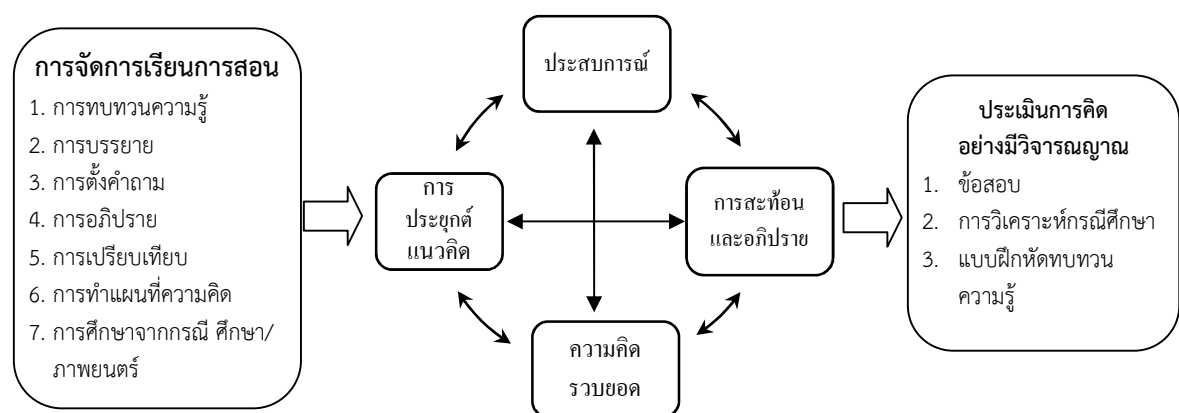 การจัดการเรียนการสอน
1. การทบทวนความรู้
2. การบรรยาย
3. การตั้งคำถาม
4. การอภิปราย
5. การเปรียบเทียบ
6. การทำแผนที่ความคิด
7. การศึกษาจากกรณี ศึกษา/
ภาพยนตร์
ประสบการณ์
การ
ประยุกต์
แนวคิด
การสะท้อน
และอภิปราย
ความคิด
รวบยอด
ประเมินการคิด
อย่างมีวิจารณญาณ
1. ข้อสอบ
2. การวิเคราะห์กรณีศึกษา
3. แบบฝึกหัดทบทวน
ความรู้